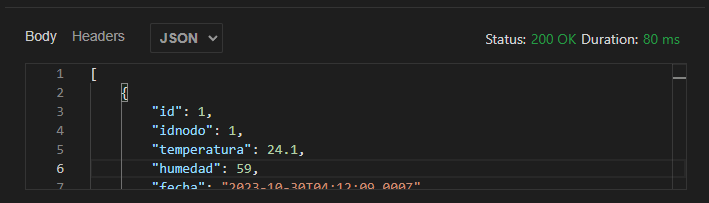 Body Headers JSON Status: 200 OK Duration: 80 ms
1 [
2 {
3 "id": 1,
4 "idnodo": 1,
5 "temperatura": 24.1,
6 "humedad": 59,
7 "fecha": "2023-10-30T04:12:09.000Z"